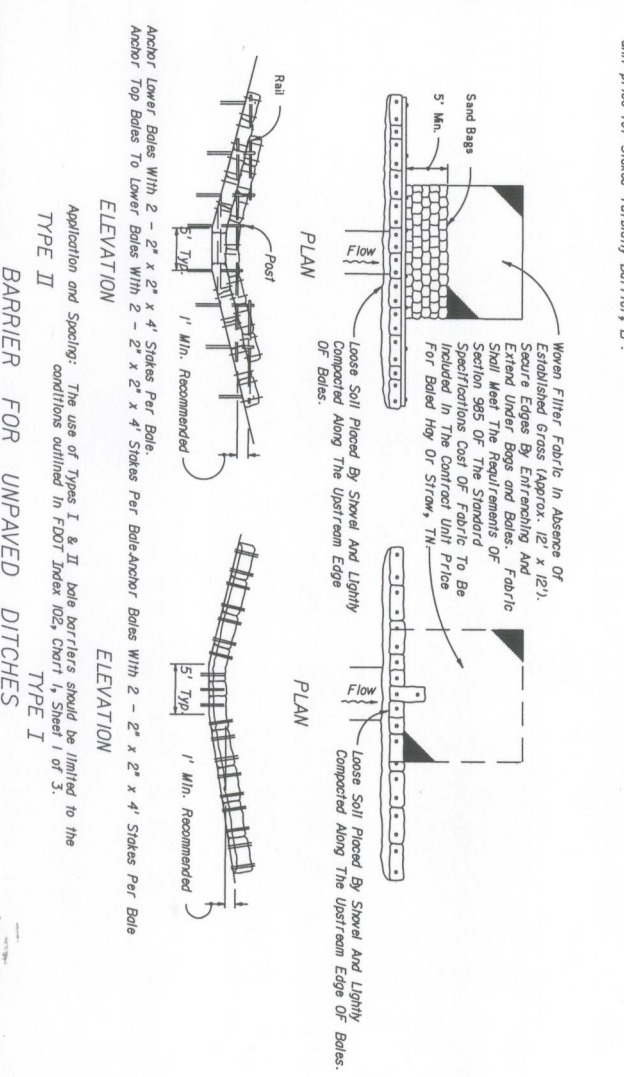 Sand Bags
5' Min.
Flow
Woven Filter Fabric In Absence Of
Established Grass (Approx. 12' x 12').
Secure Edges By Entrenching And
Extend Under Bags and Bales. Fabric
Shall Meet The Requirements OF
Section 985 OF The Standard
Specifications Cost OF Fabric To Be
Included In The Contract Unit Price
For Baled Hay Or Straw, TN.
Loose Soil Placed By Shovel And Lightly
Compacted Along The Upstream Edge
OF Bales.
PLAN
Flow
Loose Soil Placed By Shovel And Lightly
Compacted Along The Upstream Edge OF Bales.
PLAN
Rail
Post
5' Typ.
1' Min. Recommended
5' Typ.
1' Min. Recommended
Anchor Lower Bales With 2 - 2" x 2" x 4' Stakes Per Bale.
Anchor Top Bales To Lower Bales With 2 - 2" x 2" x 4' Stakes Per Bale.
Anchor Bales With 2 - 2" x 2" x 4' Stakes Per Bale
ELEVATION
ELEVATION
Application and Spacing: The use of Types I & II bale barriers should be limited to the
conditions outlined in FDOT Index 102, Chart 1, Sheet 1 of 3.
TYPE II
TYPE I
BARRIER FOR UNPAVED DITCHES